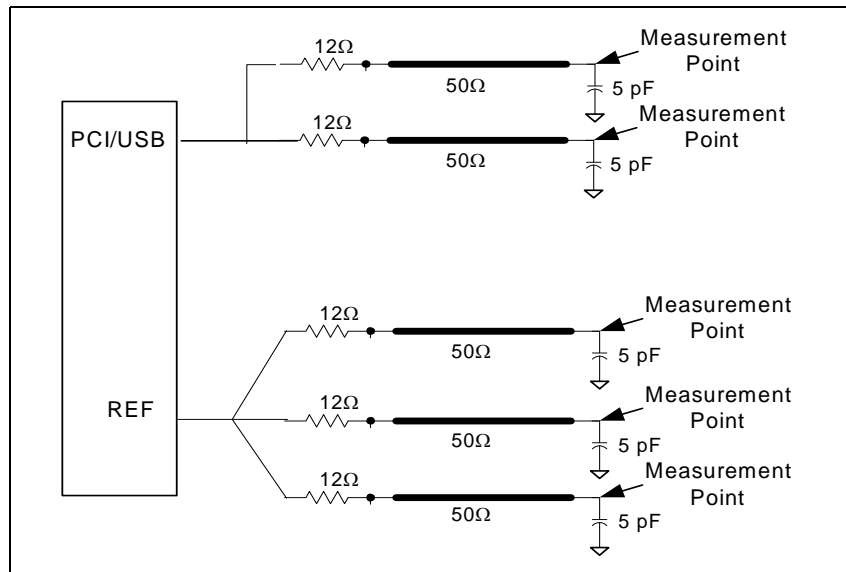 12Ω
Measurement
Point
50Ω
5 pF
PCI/USB
12Ω
Measurement
Point
50Ω
5 pF
12Ω
Measurement
Point
50Ω
5 pF
REF
12Ω
Measurement
Point
50Ω
5 pF
12Ω
Measurement
Point
50Ω
5 pF